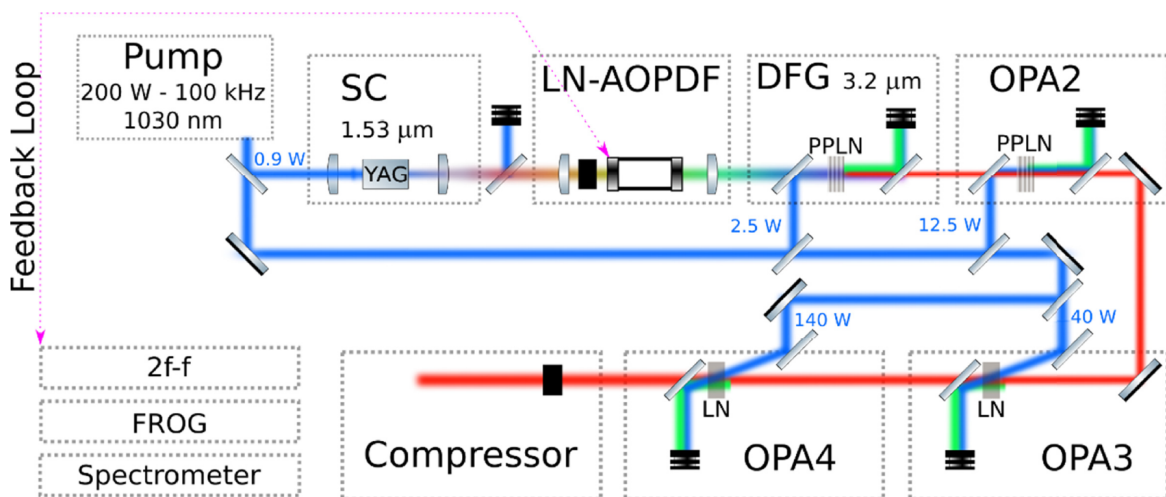 Feedback Loop
Pump
200 W - 100 kHz
1030 nm
0.9 W
SC
1.53 μm
YAG
LN-AOPDF
DFG
3.2 μm
PPLN
OPA2
PPLN
2.5 W
12.5 W
140 W
40 W
2f-f
FROG
Spectrometer
Compressor
LN
OPA4
LN
OPA3